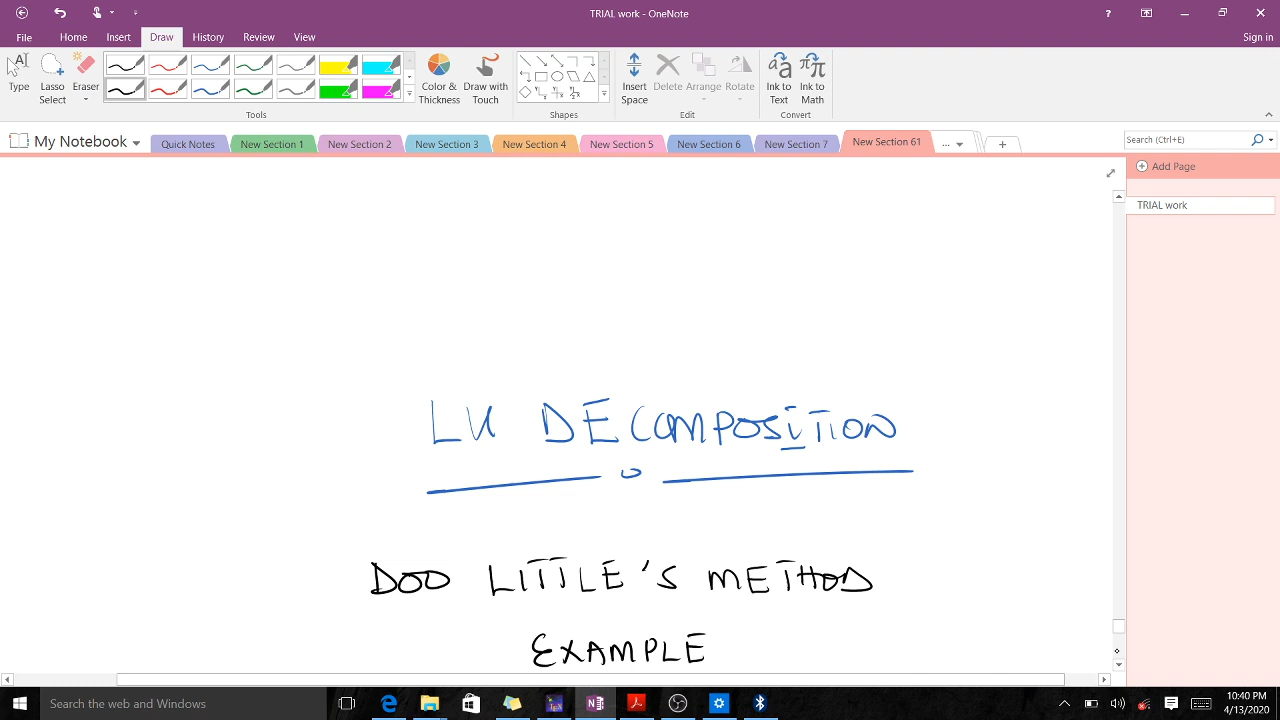 TRIAL work - OneNote
?
File Home Insert Draw History Review View Sign in
Type
Lasso Select
Eraser
Color & Thickness
Draw with Touch
Insert Space
Delete
Arrange
Rotate
Ink to Text
Ink to Math
Tools Shapes Edit Convert
My Notebook Quick Notes New Section 1 New Section 2 New Section 3 New Section 4 New Section 5 New Section 6 New Section 7 New Section 61 ... Search (Ctrl+E)
Add Page
TRIAL work
LU DECOMPOSITION
DOO LITTLE'S METHOD
EXAMPLE
Search the web and Windows
10:40 PM
4/13/2020